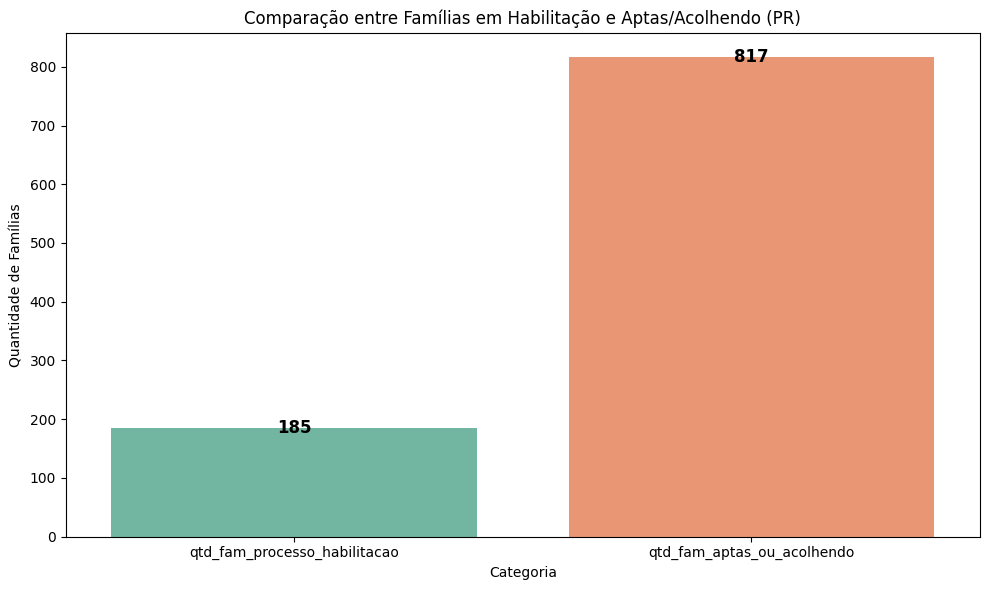 Comparação entre Famílias em Habilitação e Aptas/Acolhendo (PR)
Quantidade de Famílias
800
700
600
500
400
300
200
100
0
817
185
qtd_fam_processo_habilitacao
qtd_fam_aptas_ou_acolhendo
Categoria